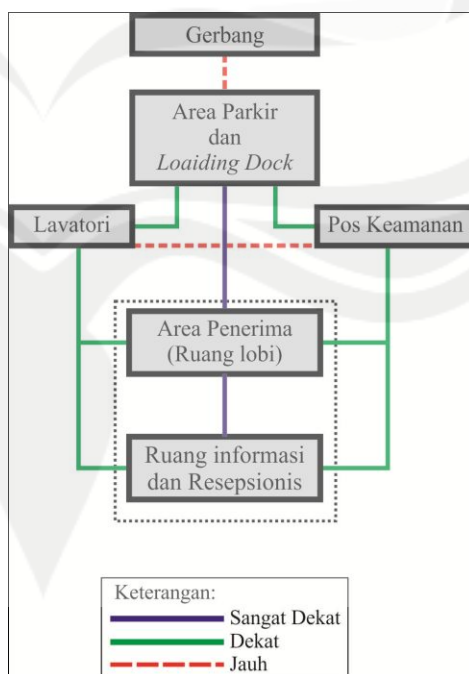 Gerbang
Area Parkir
dan
Loaiding Dock
Lavatori
Pos Keamanan
Area Penerima
(Ruang lobi)
Ruang informasi
dan Resepsionis
Keterangan:
Sangat Dekat
Dekat
Jauh